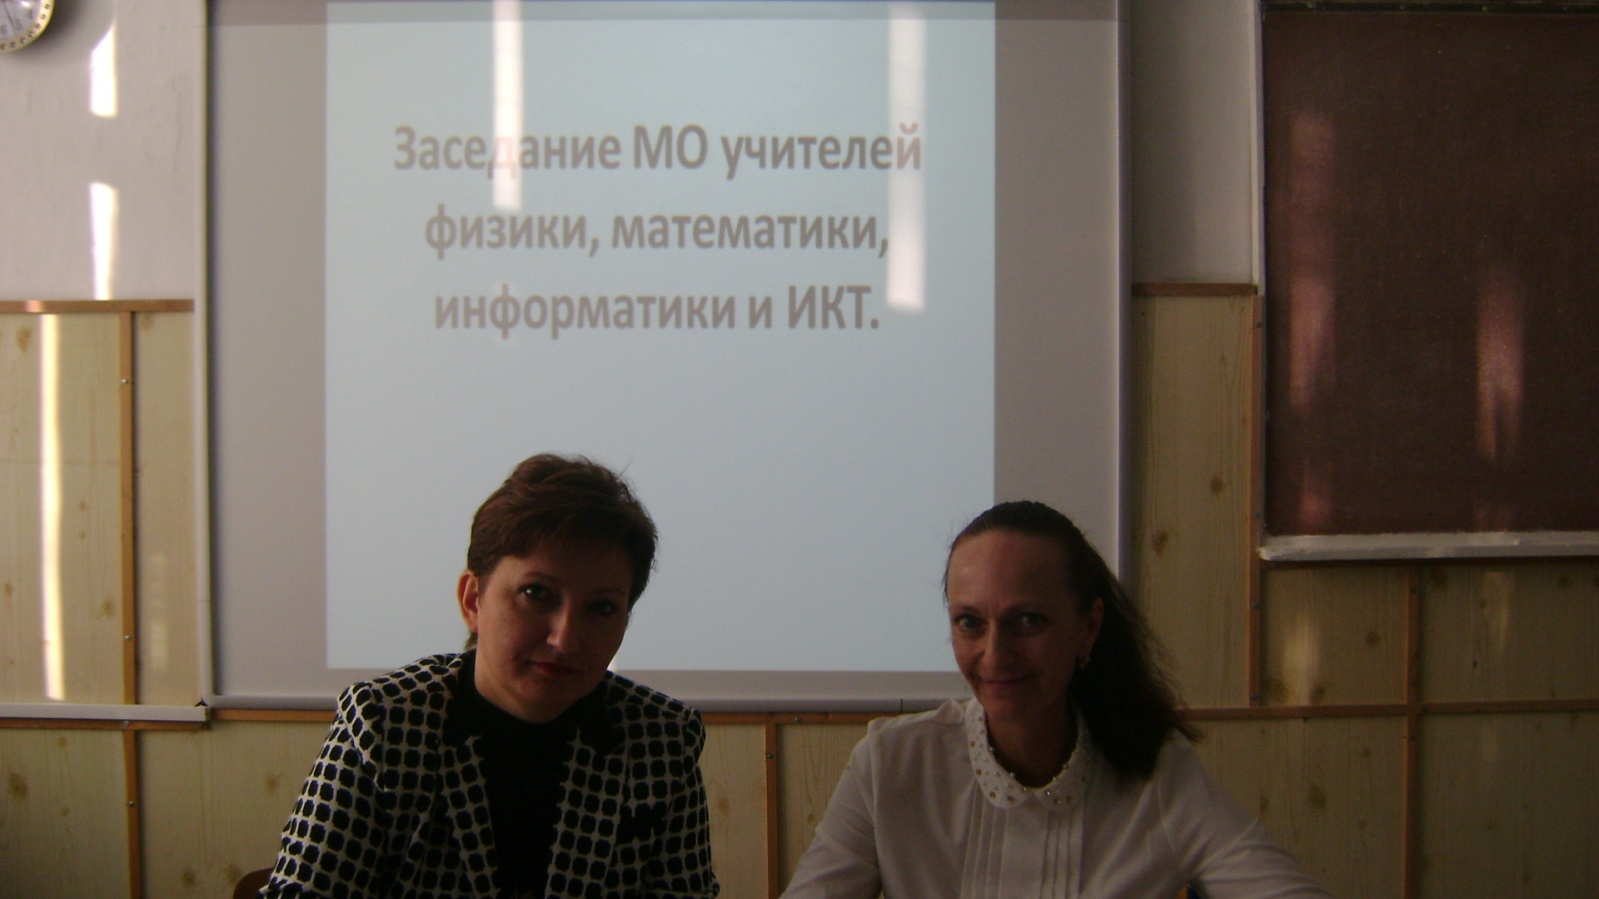 Заседание МО учителей
физики, математики,
информатики и ИКТ.